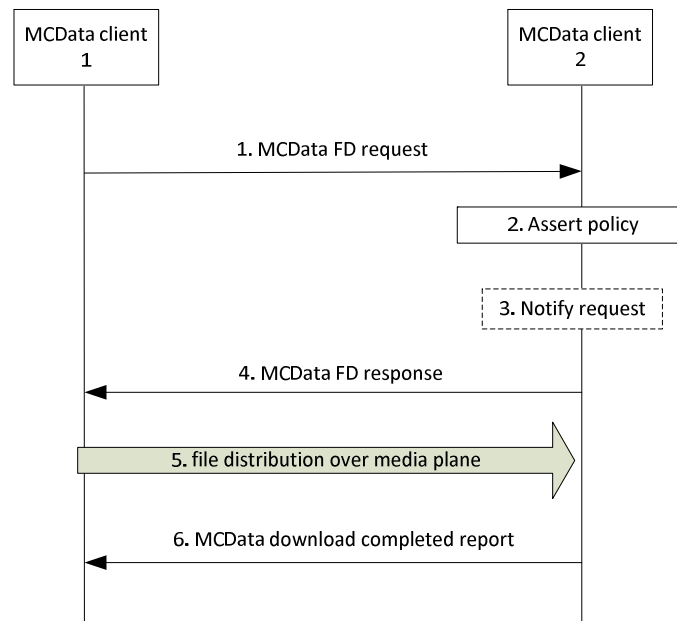 MCData client
1
MCData client
2
1. MCData FD request
2. Assert policy
3. Notify request
4. MCData FD response
5. file distribution over media plane
6. MCData download completed report